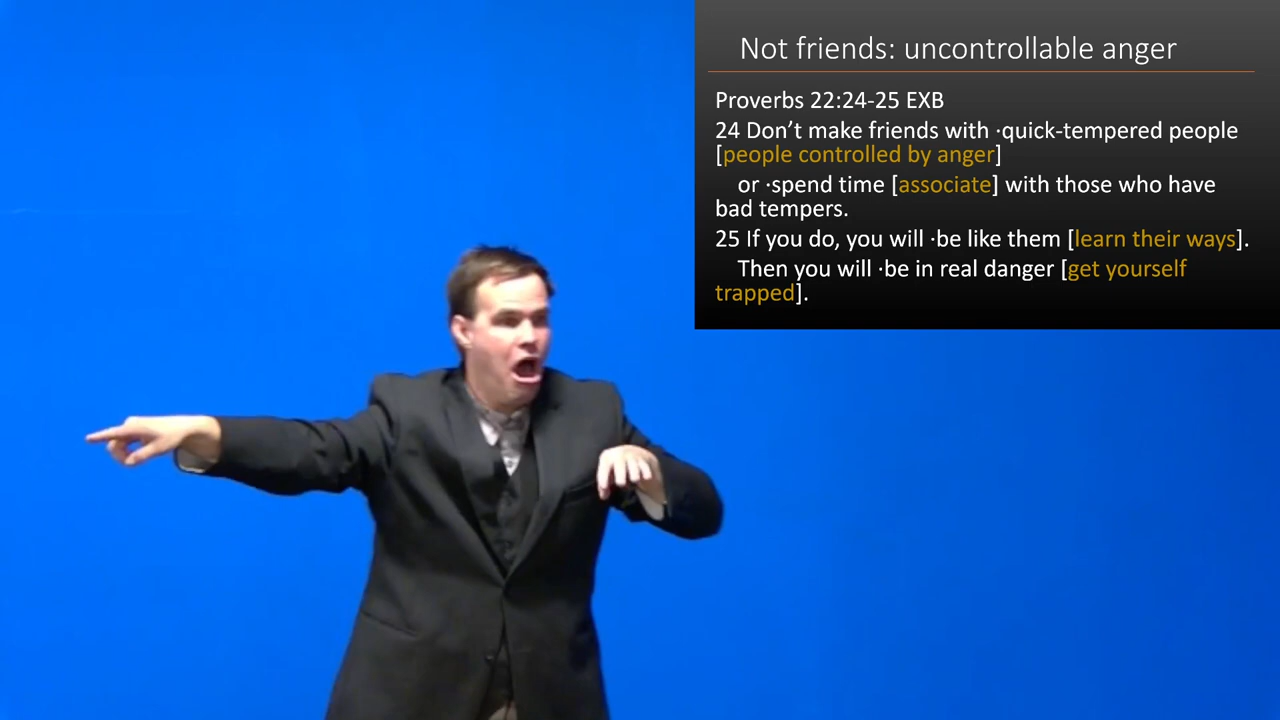 Not friends: uncontrollable anger
Proverbs 22:24-25 EXB
24 Don’t make friends with ·quick-tempered people
[people controlled by anger]
or ·spend time [associate] with those who have
bad tempers.
25 If you do, you will ·be like them [learn their ways].
Then you will ·be in real danger [get yourself
trapped].